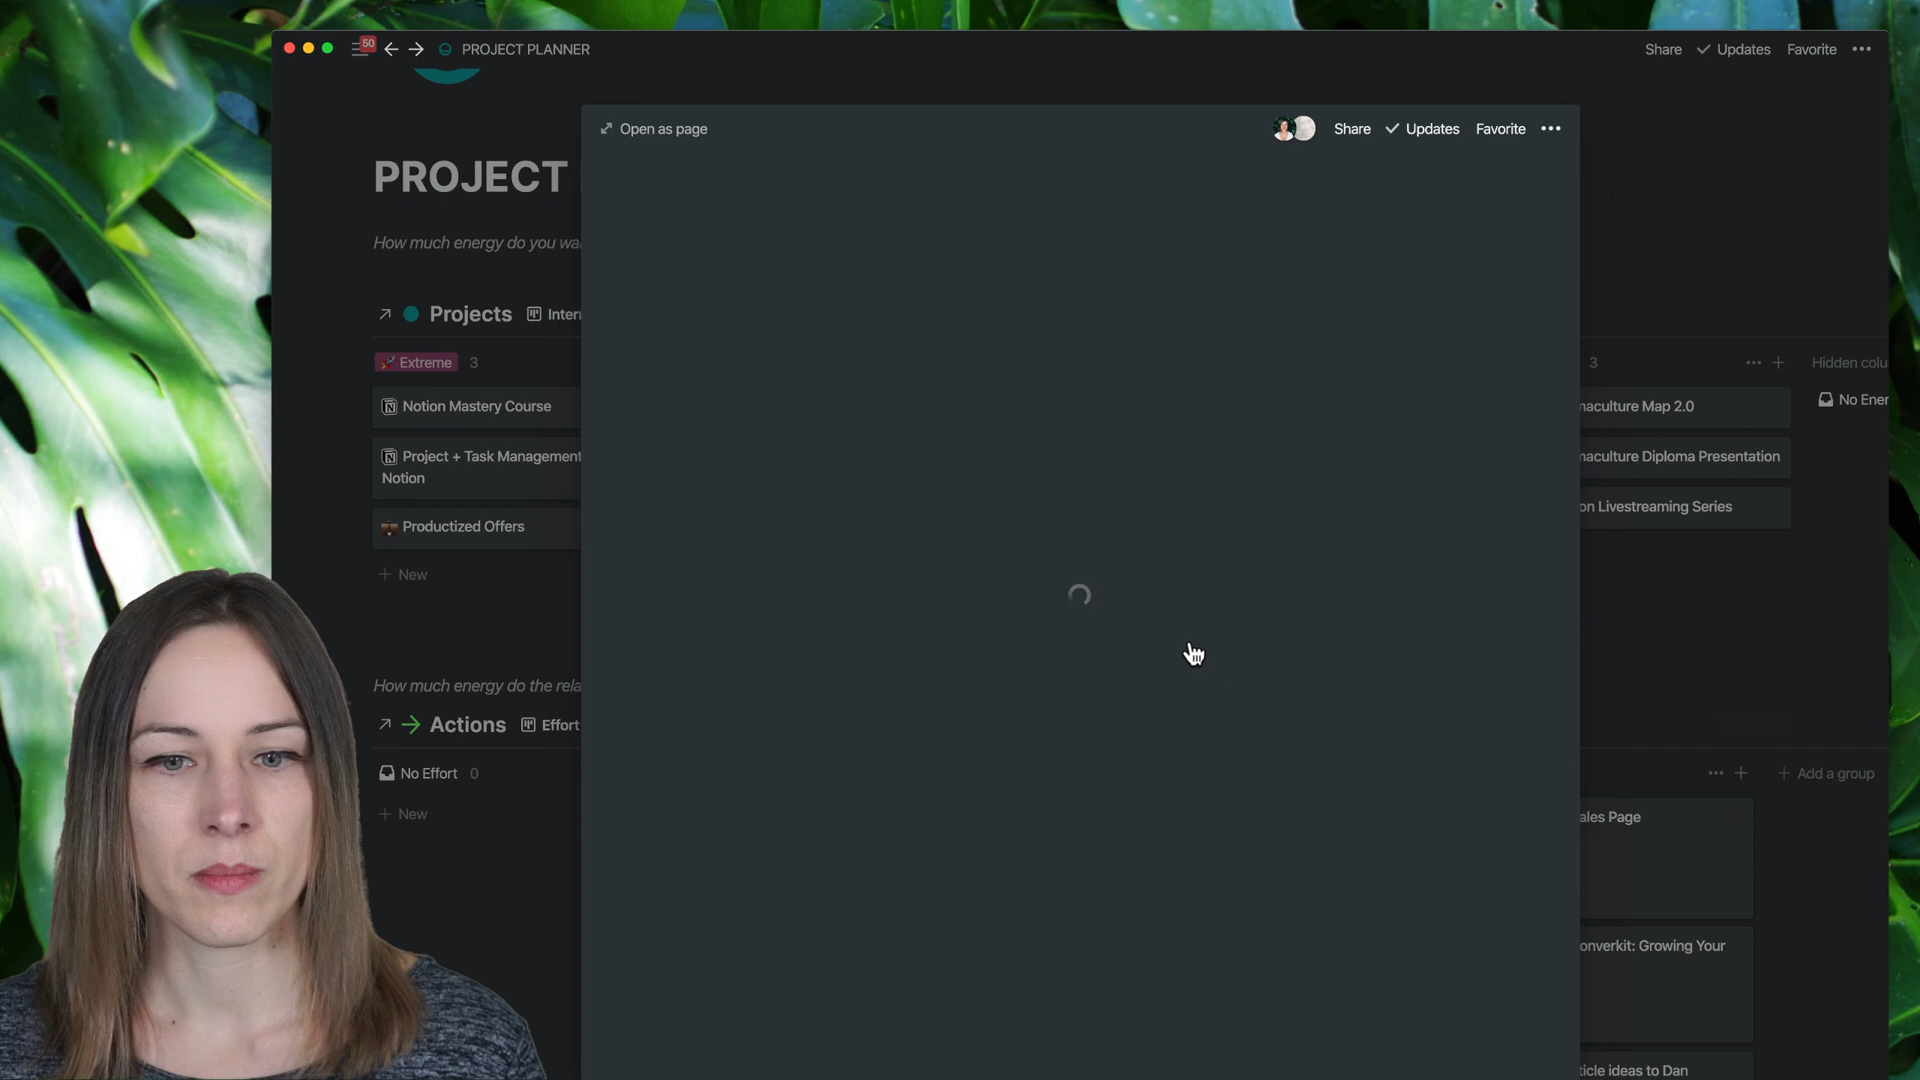 50
PROJECT PLANNER
Share
Updates
Favorite
Open as page
Share
Updates
Favorite
PROJECT
How much energy do you wa
Projects
Inter
Extreme
3
3
Hidden colu
Notion Mastery Course
naculture Map 2.0
No Ener
Project + Task Management
Notion
naculture Diploma Presentation
Productized Offers
on Livestreaming Series
New
How much energy do the rela
Actions
Effort
No Effort
0
Add a group
New
ales Page
onverkit: Growing Your
ticle ideas to Dan